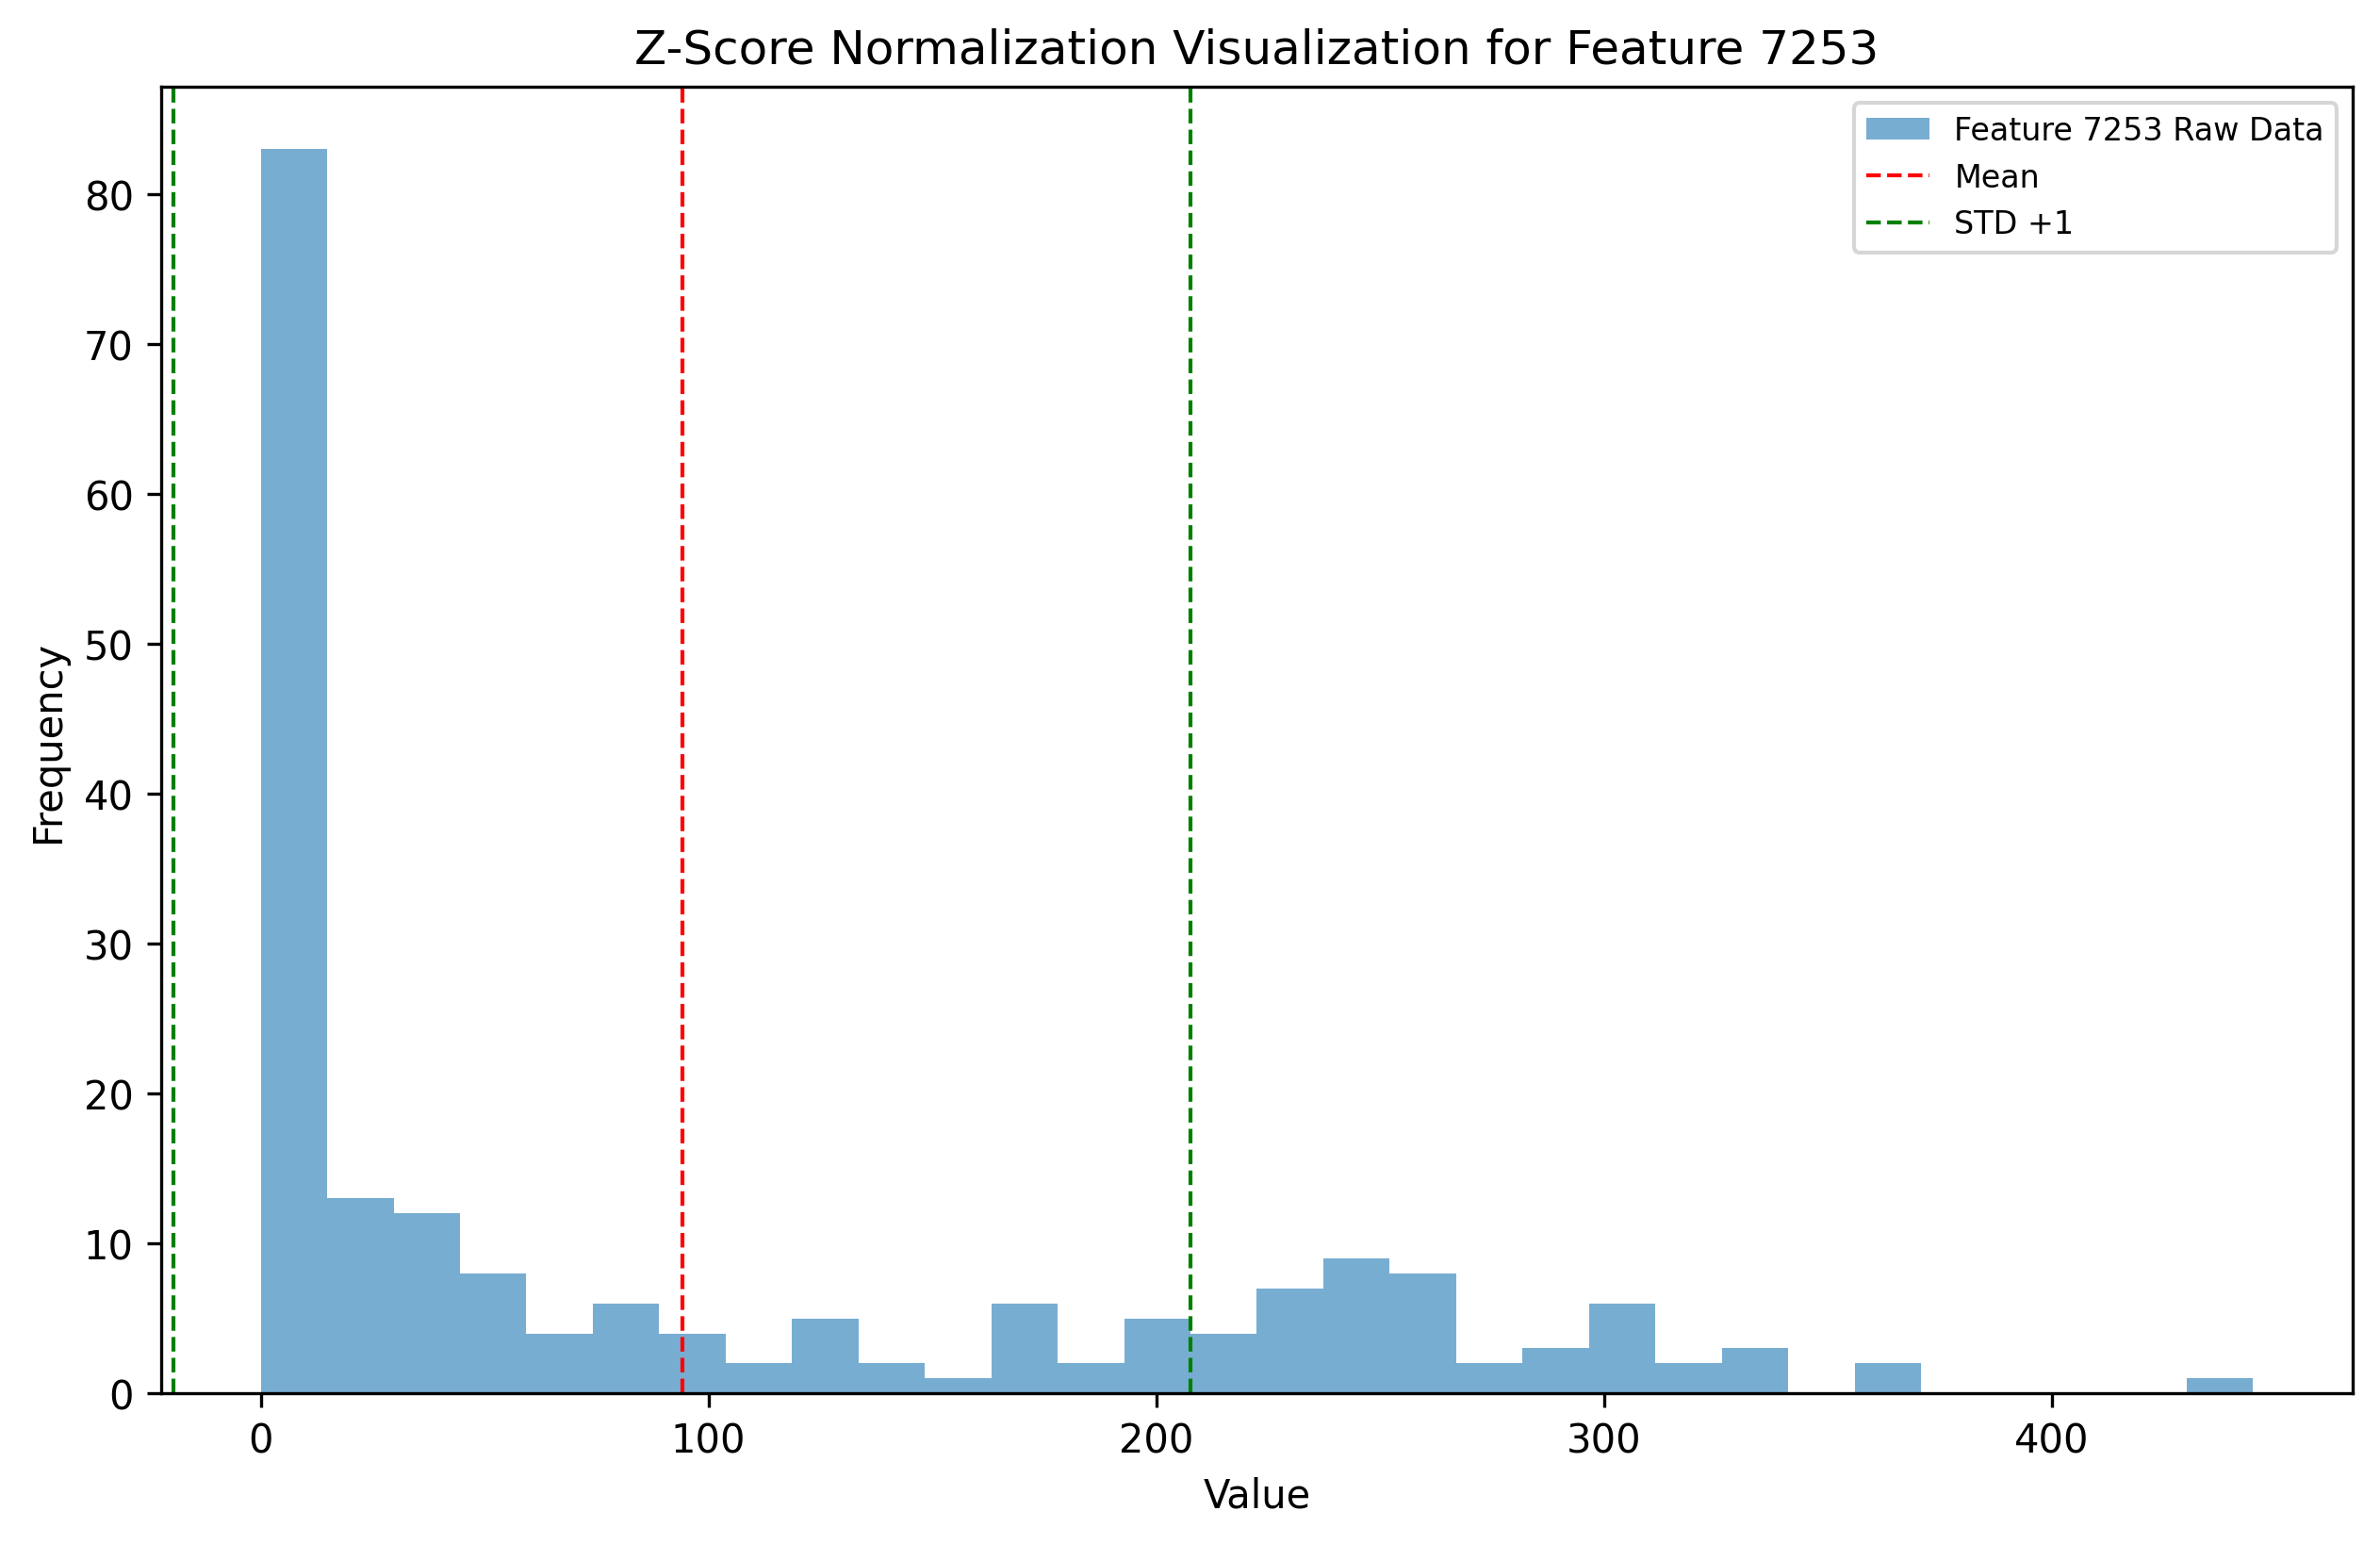 Z-Score Normalization Visualization for Feature 7253
Feature 7253 Raw Data
Mean
STD +1
Frequency
80
70
60
50
40
30
20
10
0
0 100 200 300 400
Value